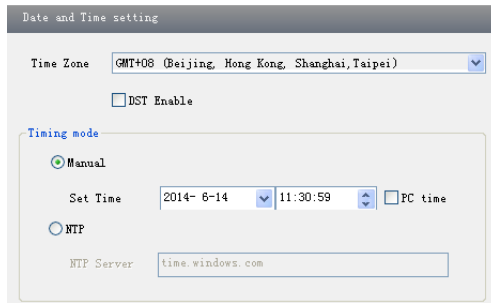 Date and Time setting
Time Zone GMT+08 (Beijing, Hong Kong, Shanghai,Taipei)
DST Enable
Timing mode
Manual
Set Time 2014- 6-14 11:30:59 PC time
NTP
NTP Server time.windows.com